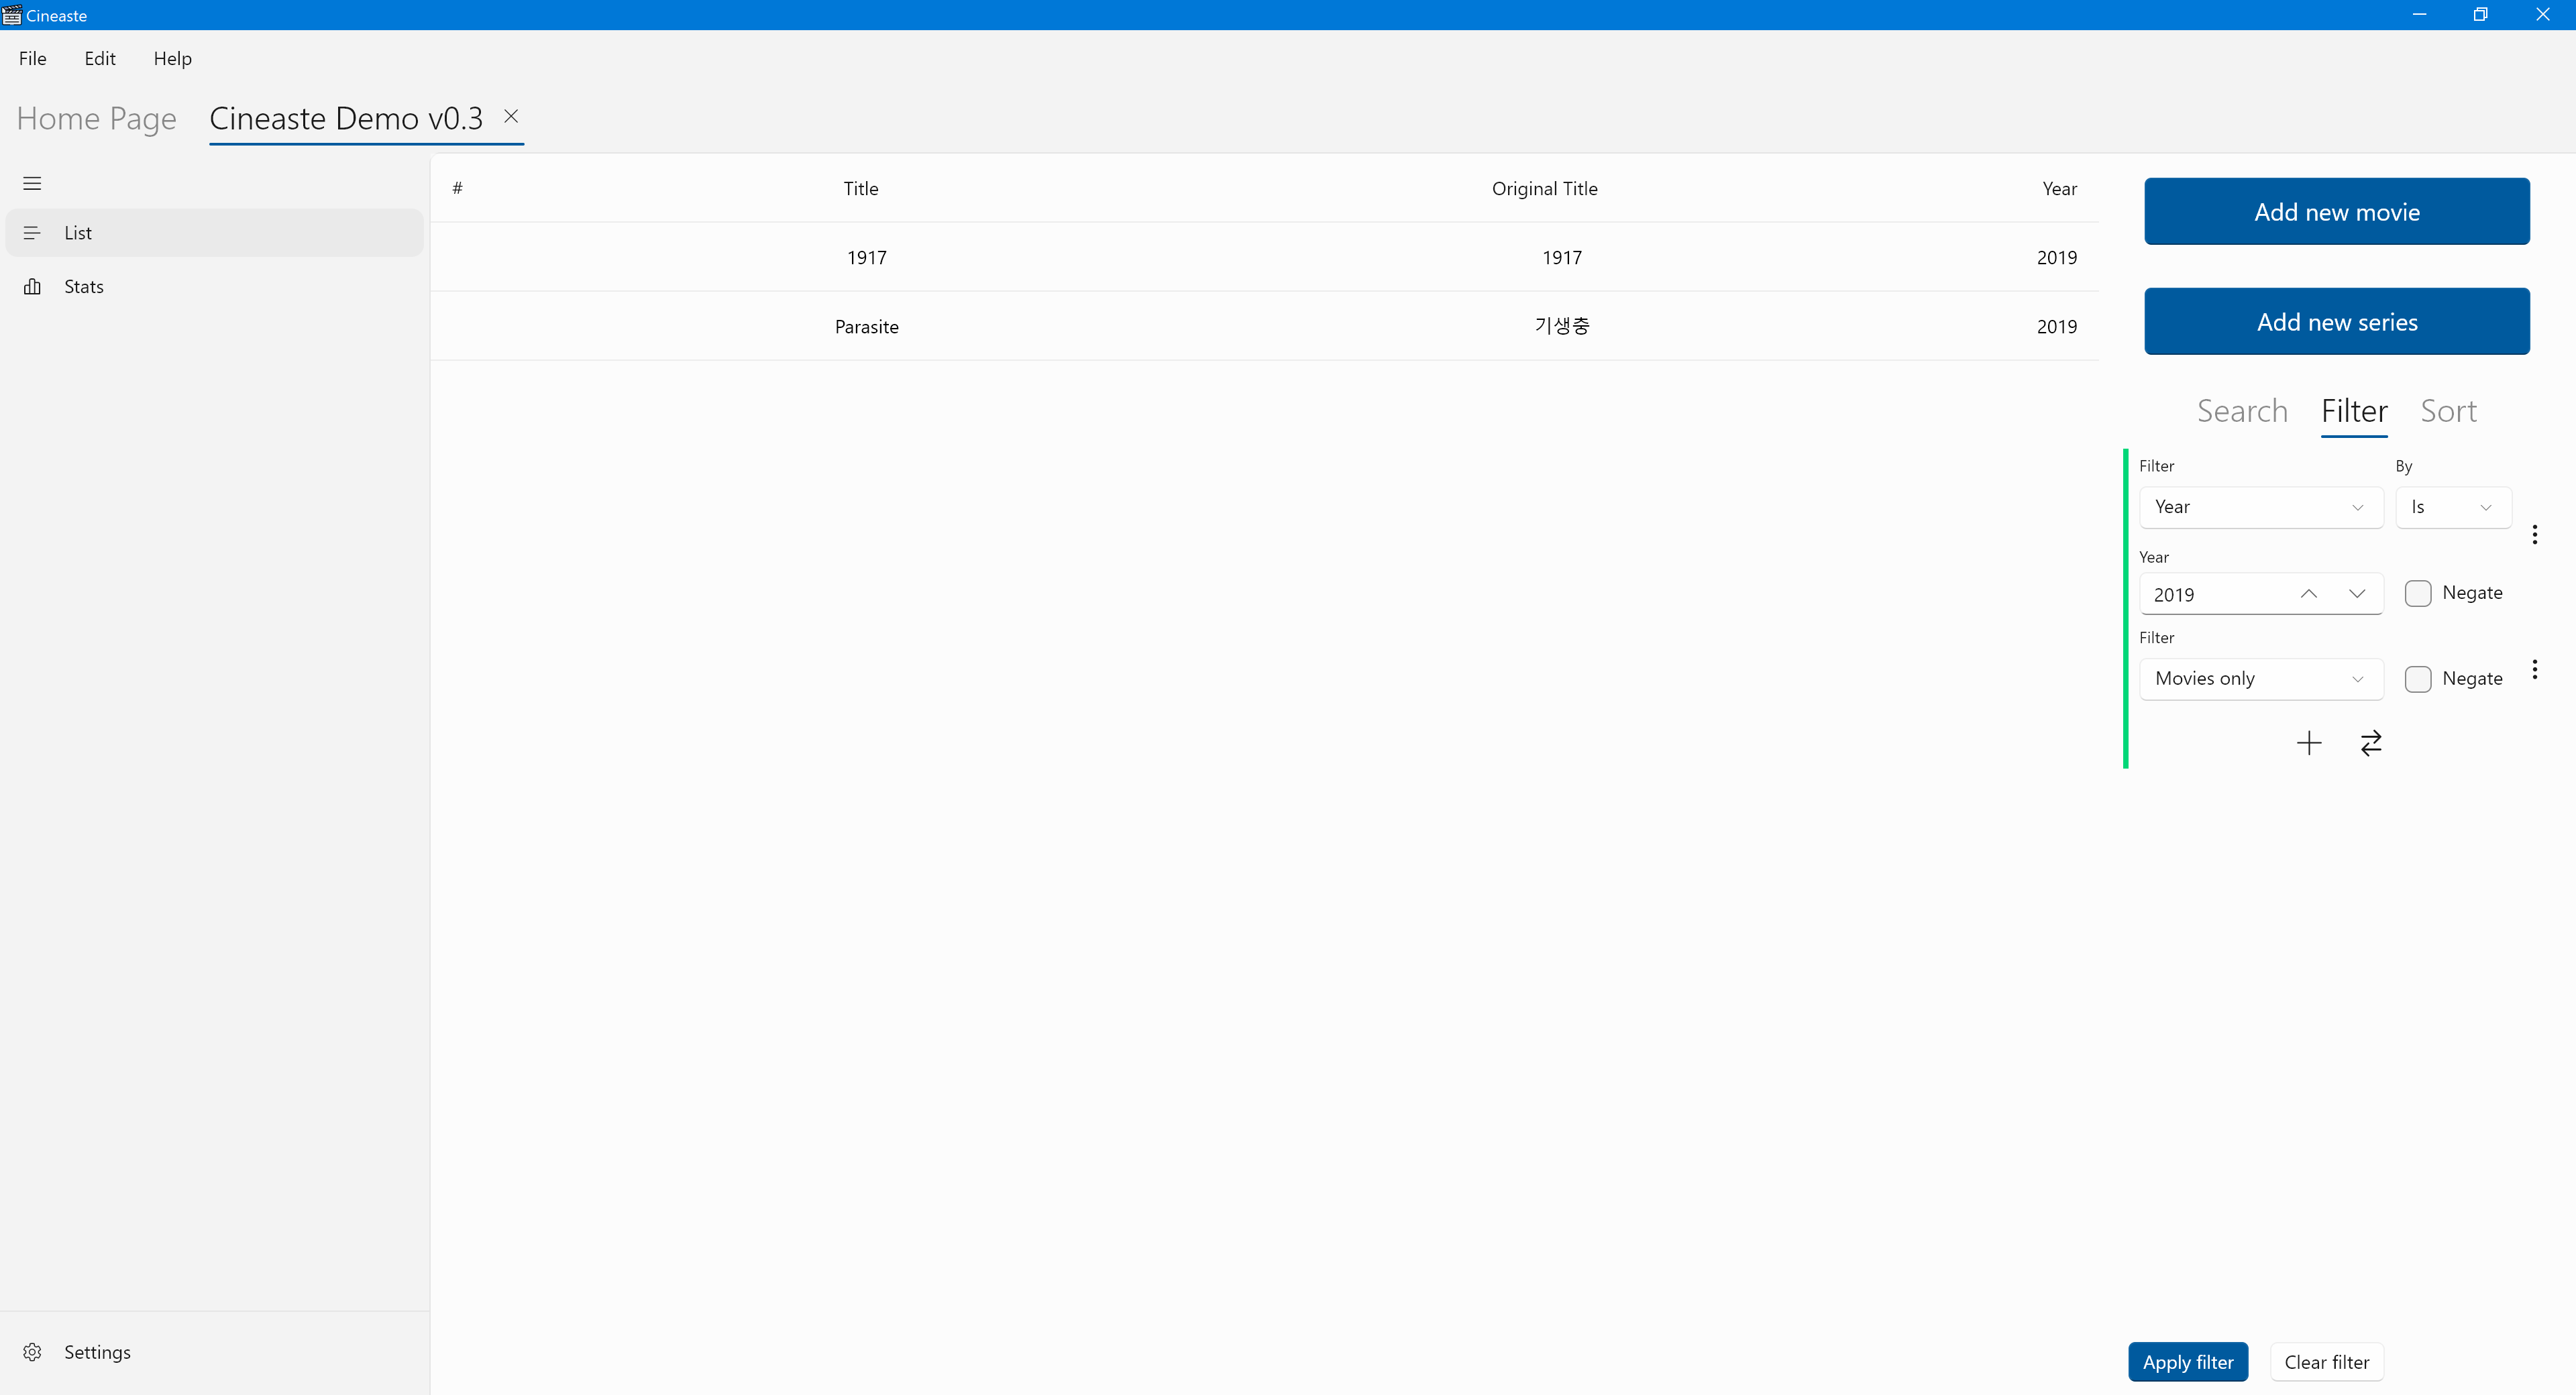 Cineaste
File Edit Help
Home Page Cineaste Demo v0.3
List
Stats
# Title Original Title Year
1917 1917 2019
Parasite 기생충 2019
Add new movie
Add new series
Search Filter Sort
Filter By
Year Is
Year
2019 Negate
Filter
Movies only Negate
Settings
Apply filter Clear filter